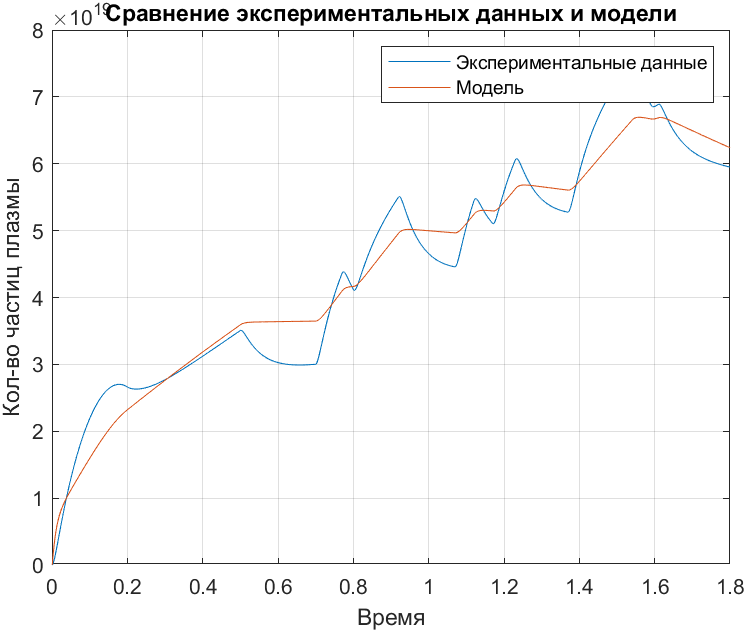 Сравнение экспериментальных данных и модели
×10¹⁹
8
7
6
5
4
3
2
1
0
Кол-во частиц плазмы
Экспериментальные данные
Модель
0 0.2 0.4 0.6 0.8 1 1.2 1.4 1.6 1.8
Время